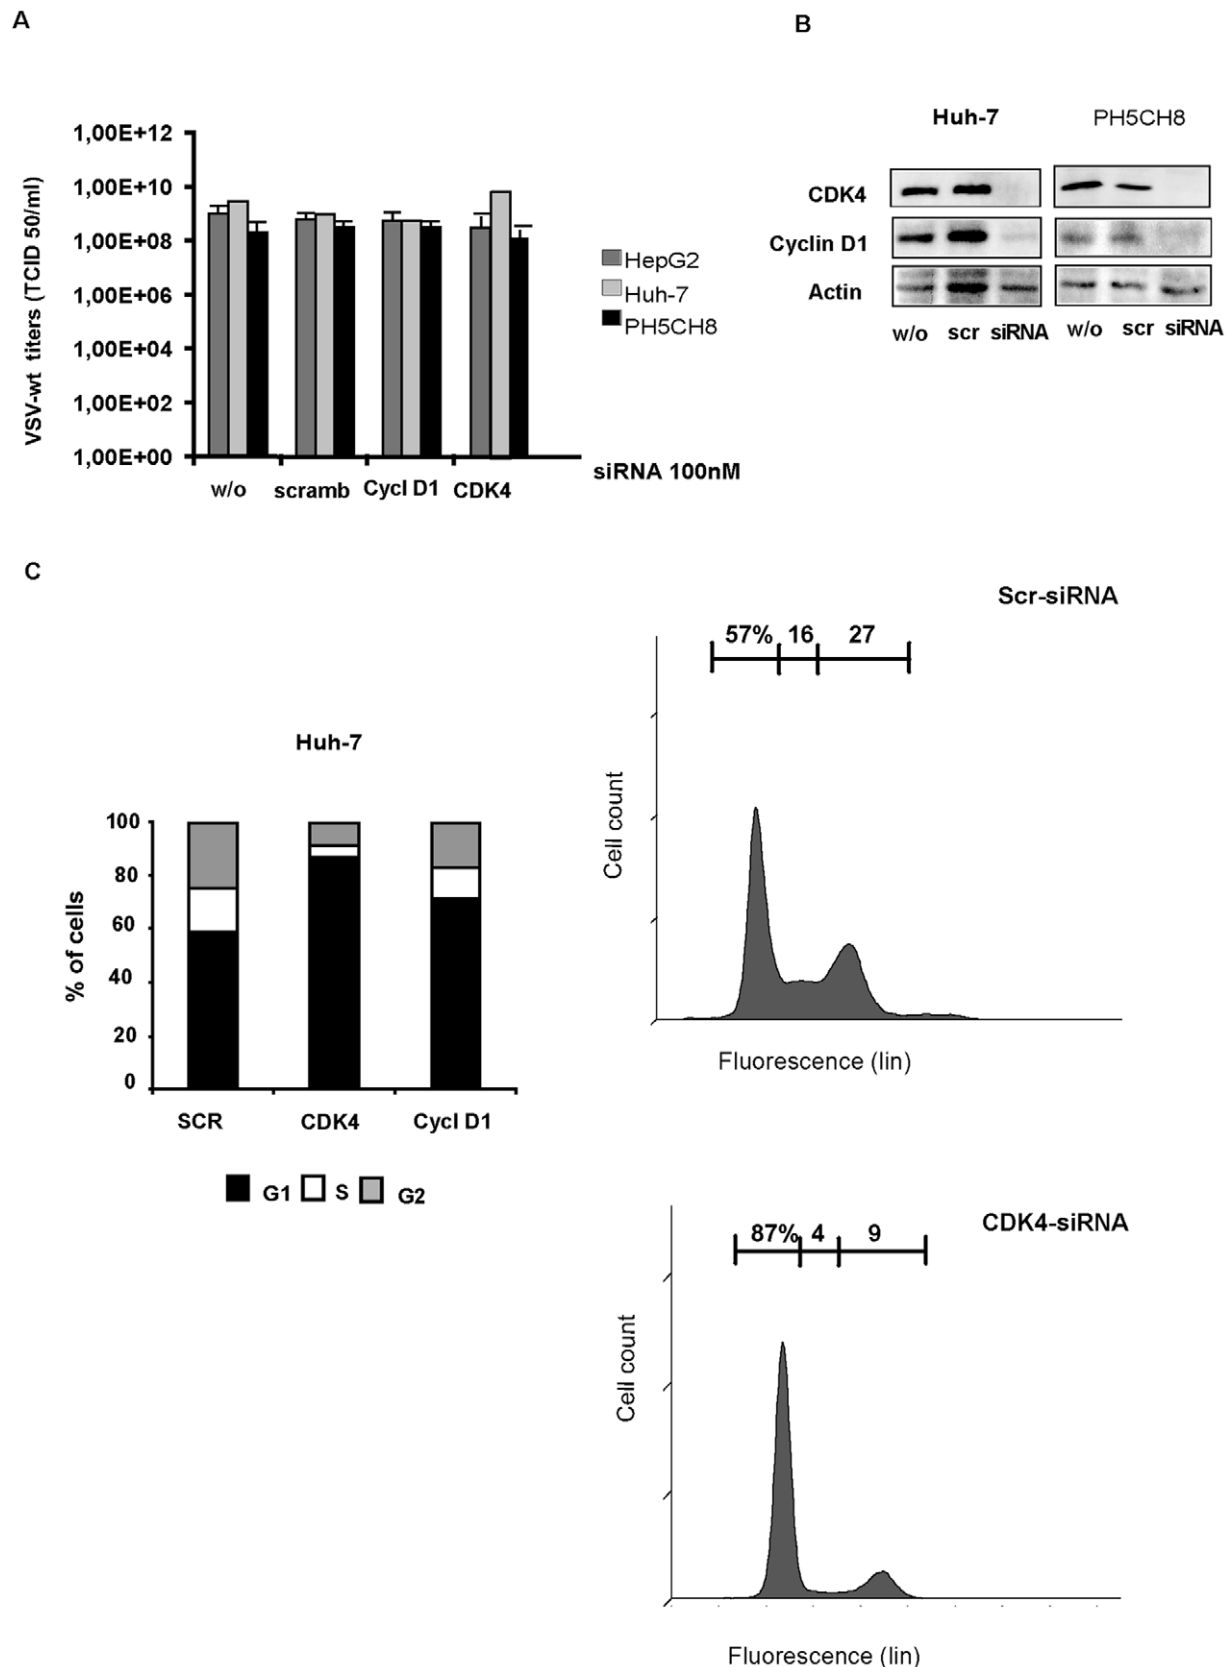 A
B
1,00E+12
1,00E+10
1,00E+08
1,00E+06
1,00E+04
1,00E+02
1,00E+00
VSV-wt titers (TCID 50/ml)
w/o scramb Cycl D1 CDK4
siRNA 100nM
HepG2
Huh-7
PH5CH8
Huh-7 PH5CH8
CDK4
Cyclin D1
Actin
w/o scr siRNA w/o scr siRNA
C
Huh-7
100
80
60
40
20
0
% of cells
SCR CDK4 Cycl D1
G1 S G2
Scr-siRNA
57% 16 27
Cell count
Fluorescence (lin)
CDK4-siRNA
87% 4 9
Cell count
Fluorescence (lin)